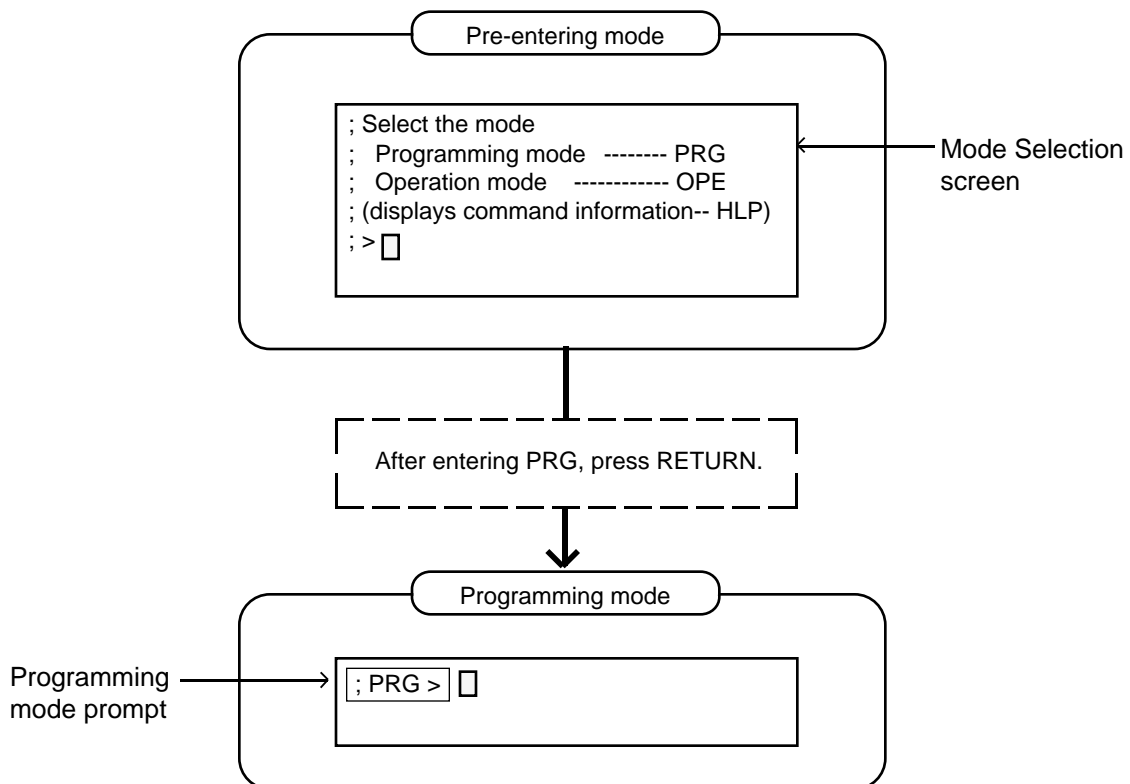 Pre-entering mode
; Select the mode
; Programming mode -------- PRG
; Operation mode ------------- OPE
; (displays command information-- HLP)
; >
Mode Selection
screen
After entering PRG, press RETURN.
Programming mode
Programming
mode prompt
; PRG >